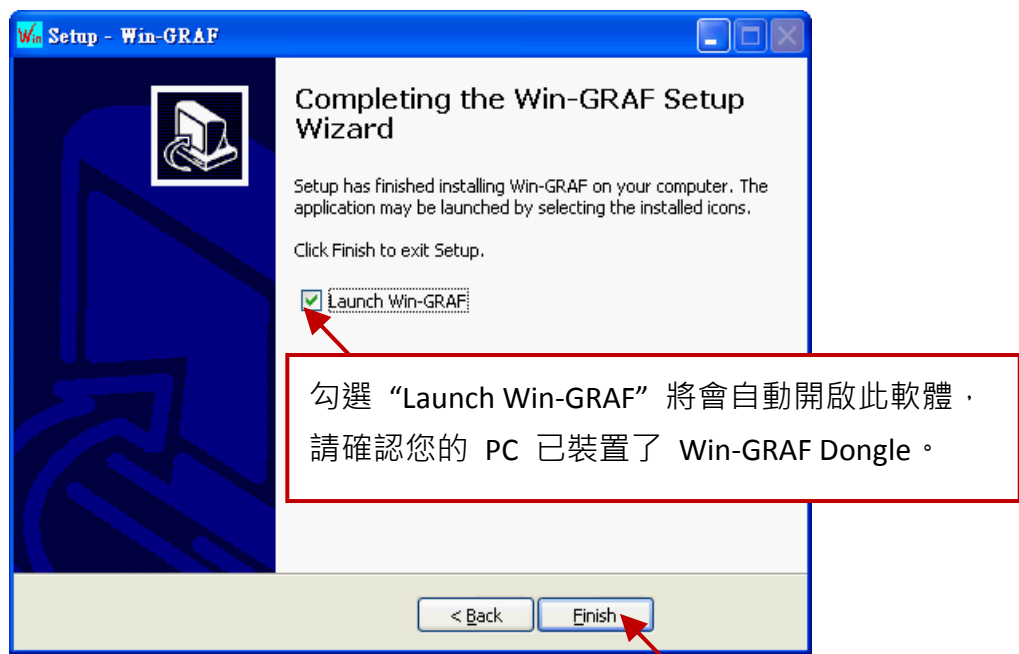 Win Setup - Win-GRAF
Completing the Win-GRAF Setup
Wizard
Setup has finished installing Win-GRAF on your computer. The
application may be launched by selecting the installed icons.
Click Finish to exit Setup.
Launch Win-GRAF
勾選 “Launch Win-GRAF” 將會自動開啟此軟體，
請確認您的 PC 已裝置了 Win-GRAF Dongle。
< Back
Finish